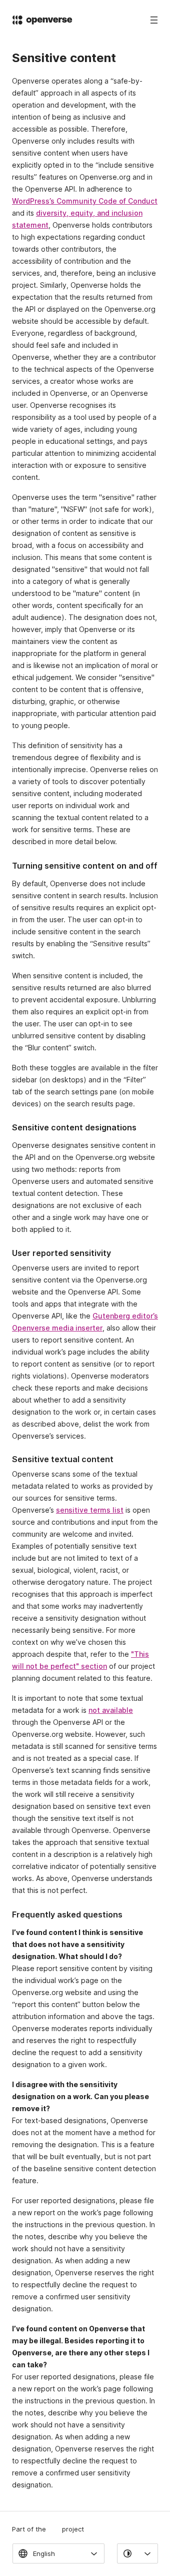 openverse
Sensitive content
Openverse operates along a “safe-by-
default” approach in all aspects of its
operation and development, with the
intention of being as inclusive and
accessible as possible. Therefore,
Openverse only includes results with
sensitive content when users have
explicitly opted in to the “include sensitive
results” features on Openverse.org and in
the Openverse API. In adherence to
WordPress’s Community Code of Conduct
and its diversity, equity, and inclusion
statement, Openverse holds contributors
to high expectations regarding conduct
towards other contributors, the
accessibility of contribution and the
services, and, therefore, being an inclusive
project. Similarly, Openverse holds the
expectation that the results returned from
the API or displayed on the Openverse.org
website should be accessible by default.
Everyone, regardless of background,
should feel safe and included in
Openverse, whether they are a contributor
to the technical aspects of the Openverse
services, a creator whose works are
included in Openverse, or an Openverse
user. Openverse recognises its
responsibility as a tool used by people of a
wide variety of ages, including young
people in educational settings, and pays
particular attention to minimizing accidental
interaction with or exposure to sensitive
content.
Openverse uses the term "sensitive" rather
than "mature", "NSFW" (not safe for work),
or other terms in order to indicate that our
designation of content as sensitive is
broad, with a focus on accessibility and
inclusion. This means that some content is
designated "sensitive" that would not fall
into a category of what is generally
understood to be "mature" content (in
other words, content specifically for an
adult audience). The designation does not,
however, imply that Openverse or its
maintainers view the content as
inappropriate for the platform in general
and is likewise not an implication of moral or
ethical judgement. We consider "sensitive"
content to be content that is offensive,
disturbing, graphic, or otherwise
inappropriate, with particular attention paid
to young people.
This definition of sensitivity has a
tremendous degree of flexibility and is
intentionally imprecise. Openverse relies on
a variety of tools to discover potentially
sensitive content, including moderated
user reports on individual work and
scanning the textual content related to a
work for sensitive terms. These are
described in more detail below.
Turning sensitive content on and off
By default, Openverse does not include
sensitive content in search results. Inclusion
of sensitive results requires an explicit opt-
in from the user. The user can opt-in to
include sensitive content in the search
results by enabling the “Sensitive results”
switch.
When sensitive content is included, the
sensitive results returned are also blurred
to prevent accidental exposure. Unblurring
them also requires an explicit opt-in from
the user. The user can opt-in to see
unblurred sensitive content by disabling
the “Blur content” switch.
Both these toggles are available in the filter
sidebar (on desktops) and in the “Filter”
tab of the search settings pane (on mobile
devices) on the search results page.
Sensitive content designations
Openverse designates sensitive content in
the API and on the Openverse.org website
using two methods: reports from
Openverse users and automated sensitive
textual content detection. These
designations are not exclusive of each
other and a single work may have one or
both applied to it.
User reported sensitivity
Openverse users are invited to report
sensitive content via the Openverse.org
website and the Openverse API. Some
tools and apps that integrate with the
Openverse API, like the Gutenberg editor’s
Openverse media inserter, also allow their
users to report sensitive content. An
individual work’s page includes the ability
to report content as sensitive (or to report
rights violations). Openverse moderators
check these reports and make decisions
about whether to add a sensitivity
designation to the work or, in certain cases
as described above, delist the work from
Openverse’s services.
Sensitive textual content
Openverse scans some of the textual
metadata related to works as provided by
our sources for sensitive terms.
Openverse’s sensitive terms list is open
source and contributions and input from the
community are welcome and invited.
Examples of potentially sensitive text
include but are not limited to text of a
sexual, biological, violent, racist, or
otherwise derogatory nature. The project
recognises that this approach is imperfect
and that some works may inadvertently
receive a sensitivity designation without
necessarily being sensitive. For more
context on why we’ve chosen this
approach despite that, refer to the "This
will not be perfect" section of our project
planning document related to this feature.
It is important to note that some textual
metadata for a work is not available
through the Openverse API or the
Openverse.org website. However, such
metadata is still scanned for sensitive terms
and is not treated as a special case. If
Openverse’s text scanning finds sensitive
terms in those metadata fields for a work,
the work will still receive a sensitivity
designation based on sensitive text even
though the sensitive text itself is not
available through Openverse. Openverse
takes the approach that sensitive textual
content in a description is a relatively high
correlative indicator of potentially sensitive
works. As above, Openverse understands
that this is not perfect.
Frequently asked questions
I’ve found content I think is sensitive
that does not have a sensitivity
designation. What should I do?
Please report sensitive content by visiting
the individual work’s page on the
Openverse.org website and using the
“report this content” button below the
attribution information and above the tags.
Openverse moderates reports individually
and reserves the right to respectfully
decline the request to add a sensitivity
designation to a given work.
I disagree with the sensitivity
designation on a work. Can you please
remove it?
For text-based designations, Openverse
does not at the moment have a method for
removing the designation. This is a feature
that will be built eventually, but is not part
of the baseline sensitive content detection
feature.
For user reported designations, please file
a new report on the work’s page following
the instructions in the previous question. In
the notes, describe why you believe the
work should not have a sensitivity
designation. As when adding a new
designation, Openverse reserves the right
to respectfully decline the request to
remove a confirmed user sensitivity
designation.
I’ve found content on Openverse that
may be illegal. Besides reporting it to
Openverse, are there any other steps I
can take?
For user reported designations, please file
a new report on the work’s page following
the instructions in the previous question. In
the notes, describe why you believe the
work should not have a sensitivity
designation. As when adding a new
designation, Openverse reserves the right
to respectfully decline the request to
remove a confirmed user sensitivity
designation.
Part of the project
English